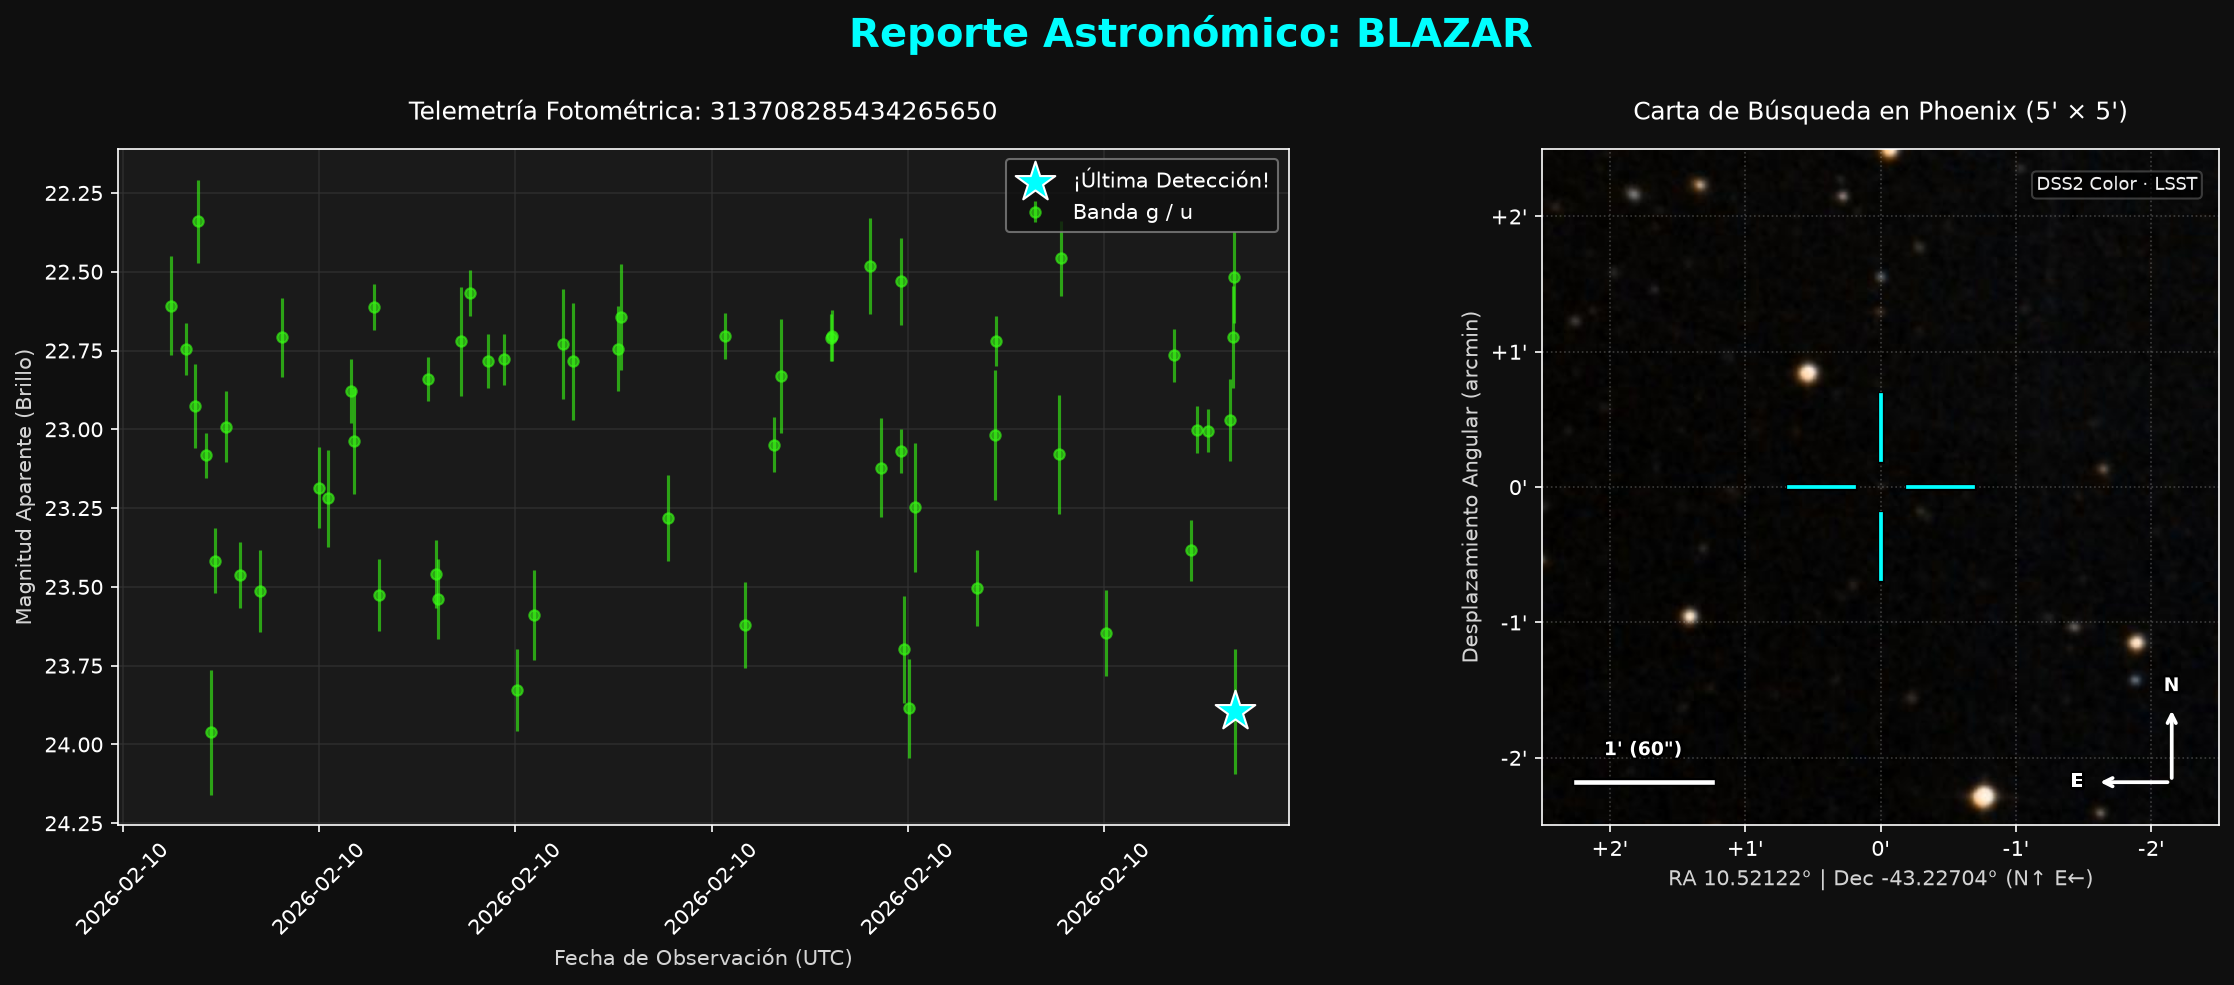 Reporte Astronómico: BLAZAR
Telemetría Fotométrica: 313708285434265650
¡Última Detección!
Banda g / u
Magnitud Aparente (Brillo)
22.25
22.50
22.75
23.00
23.25
23.50
23.75
24.00
24.25
2026-02-10
2026-02-10
2026-02-10
2026-02-10
2026-02-10
2026-02-10
Fecha de Observación (UTC)
Carta de Búsqueda en Phoenix (5' × 5')
DSS2 Color · LSST
Desplazamiento Angular (arcmin)
+2'
+1'
0'
-1'
-2'
N
E
1' (60")
+2'
+1'
0'
-1'
-2'
RA 10.52122° | Dec -43.22704° (N↑ E←)